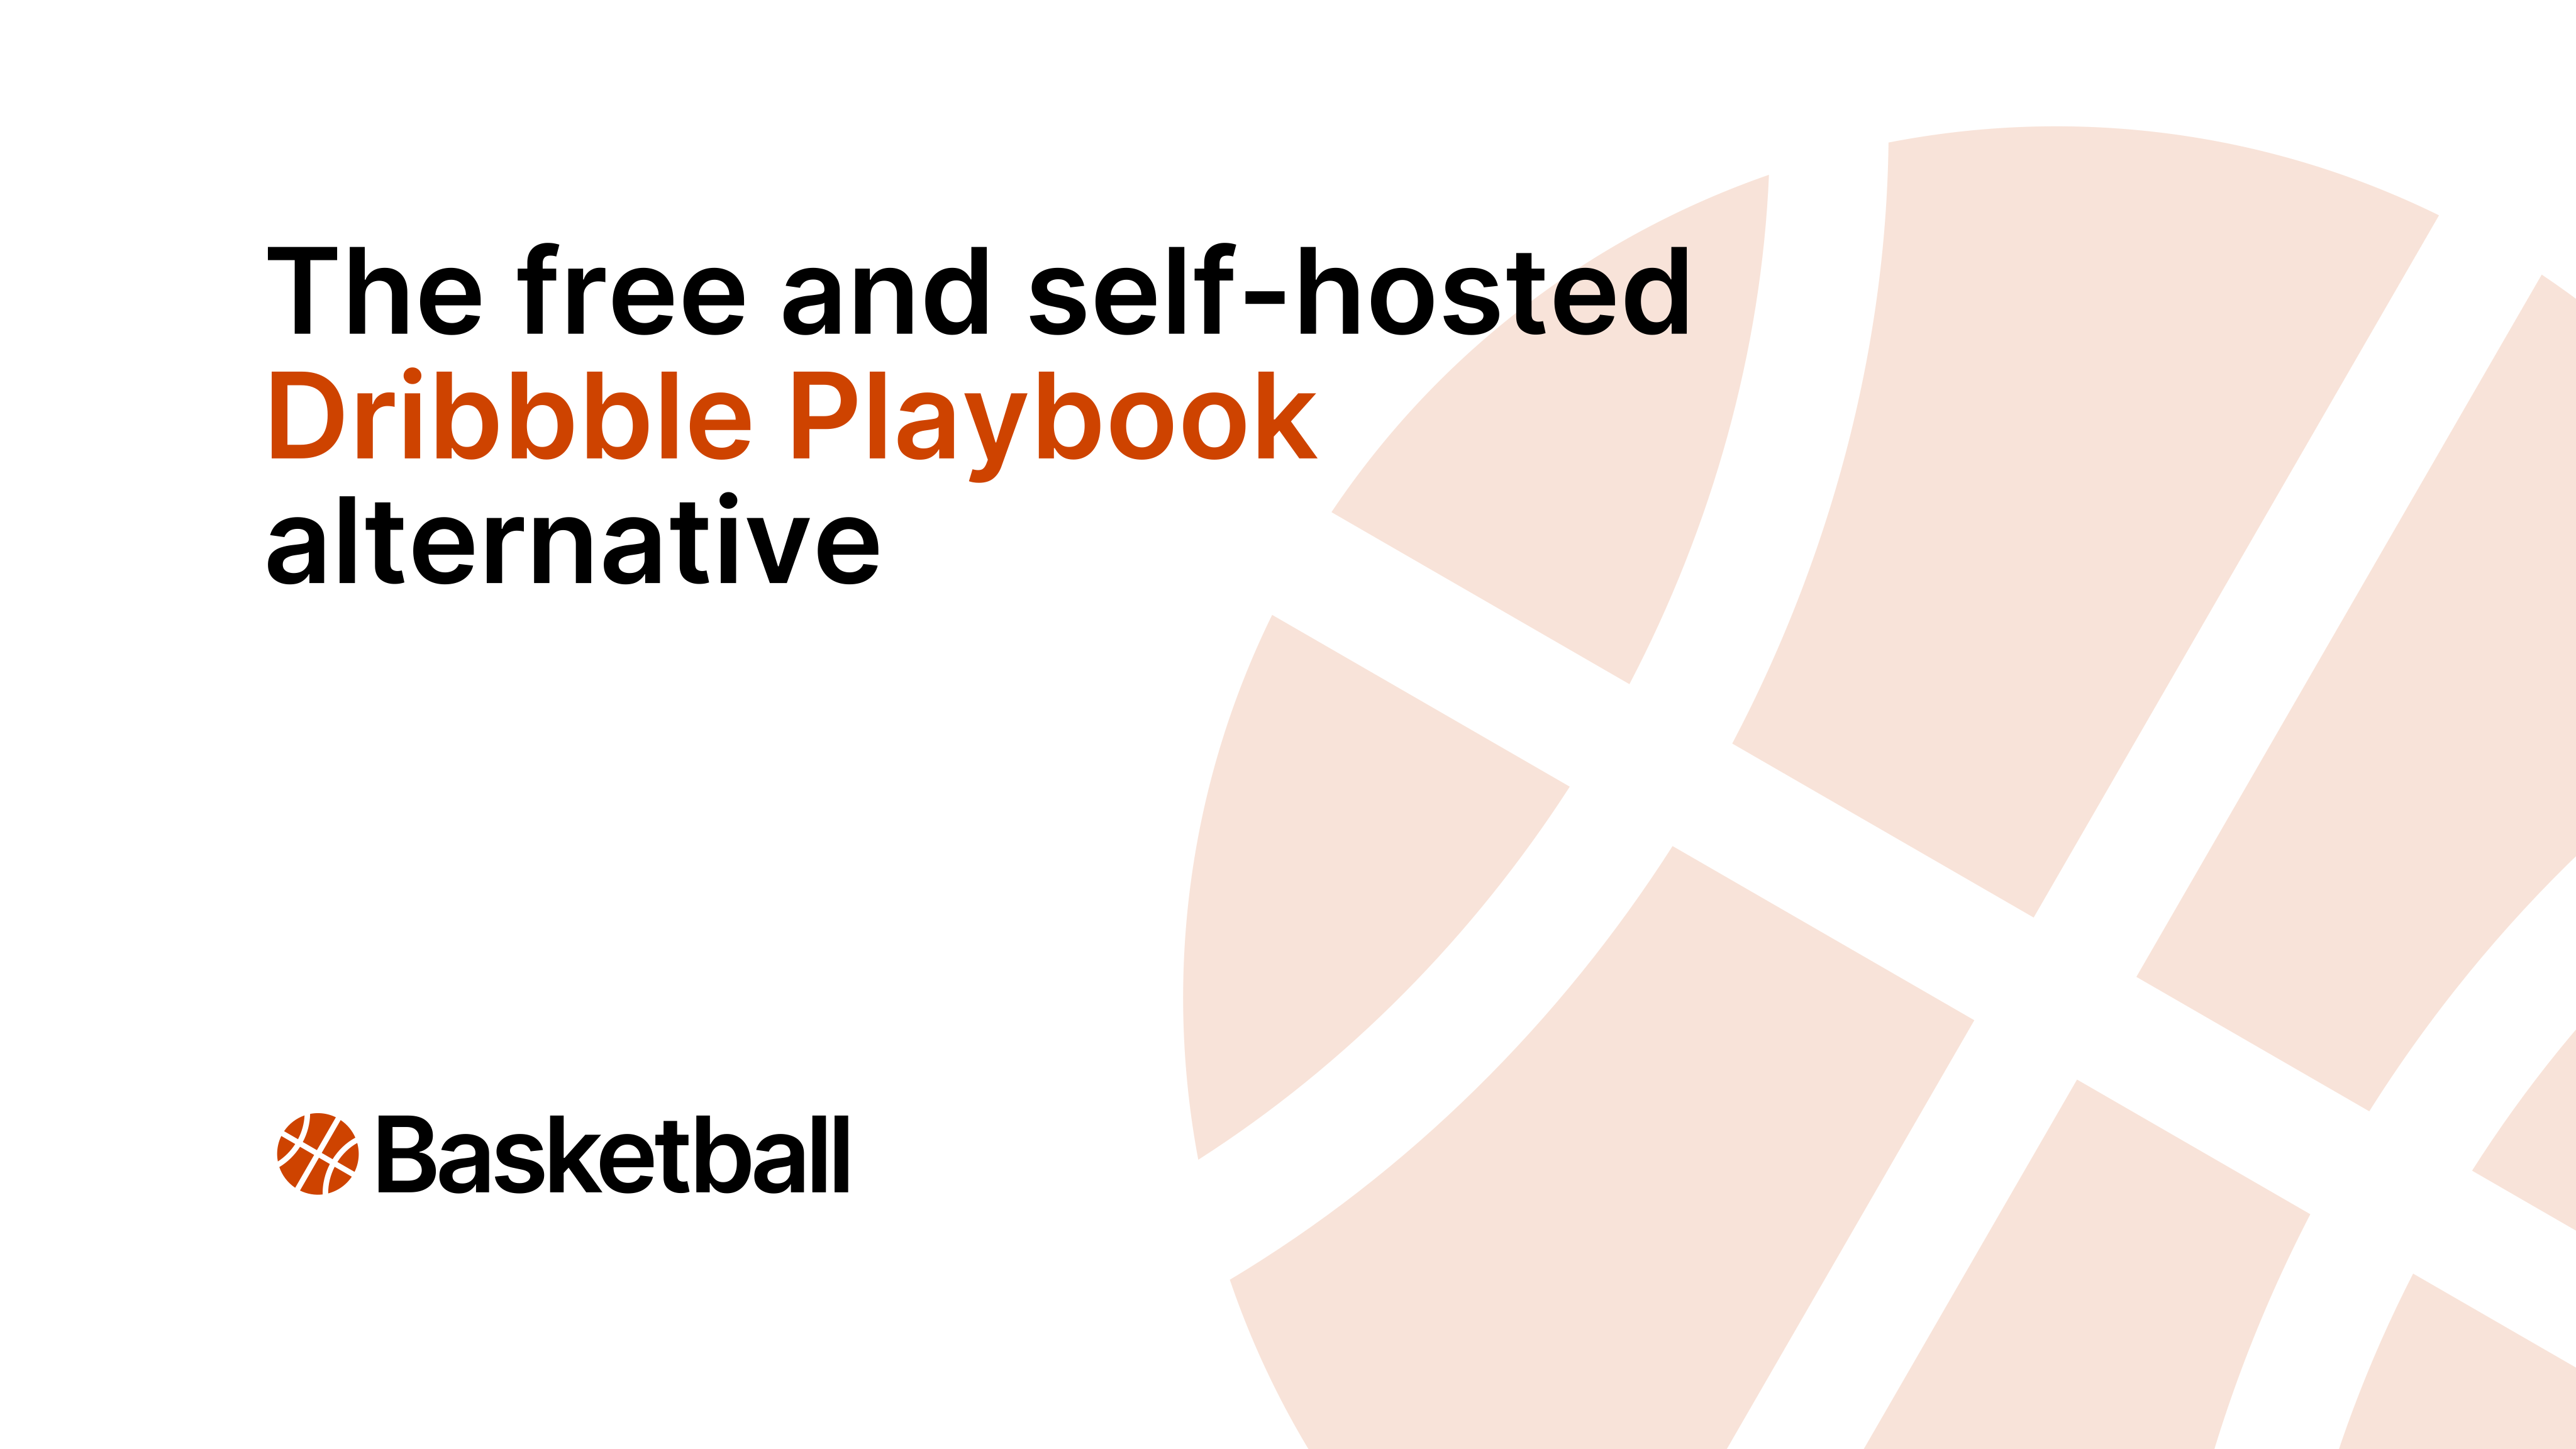 The free and self-hosted
Dribbble Playbook
alternative
Basketball